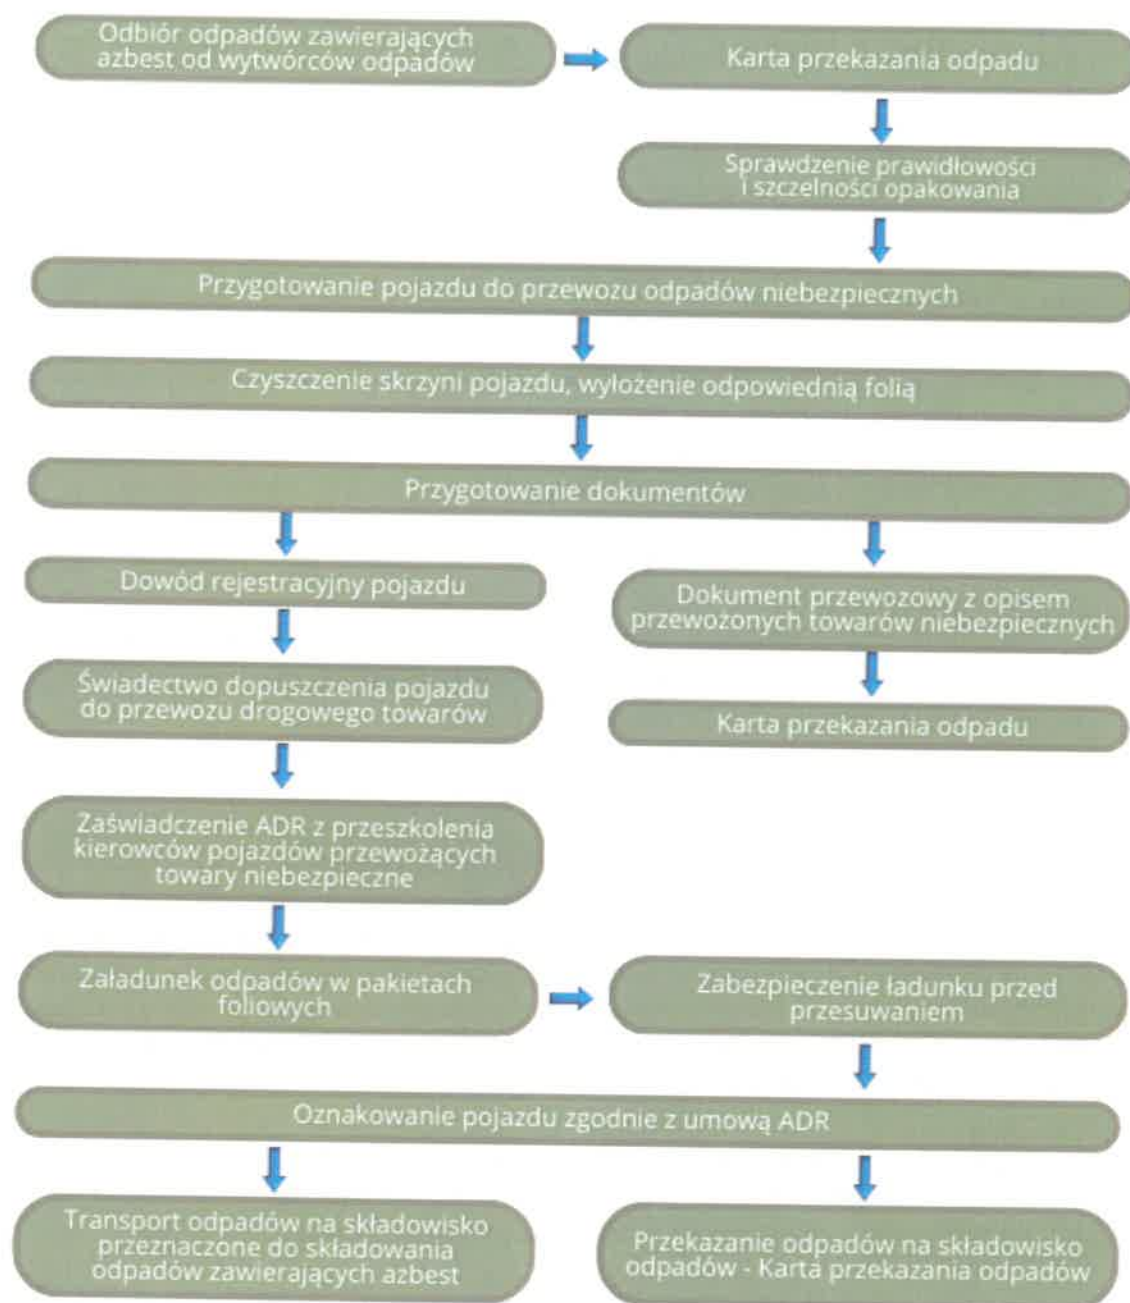 Odbiór odpadów zawierających
azbest od wytwórców odpadów
Karta przekazania odpadu
Sprawdzenie prawidłowości
i szczelności opakowania
Przygotowanie pojazdu do przewozu odpadów niebezpiecznych
Czyszczenie skrzyni pojazdu, wyłożenie odpowiednią folią
Przygotowanie dokumentów
Dowód rejestracyjny pojazdu
Świadectwo dopuszczenia pojazdu
do przewozu drogowego towarów
Zaświadczenie ADR z przeszkolenia
kierowców pojazdów przewożących
towary niebezpieczne
Dokument przewozowy z opisem
przewożonych towarów niebezpiecznych
Karta przekazania odpadu
Załadunek odpadów w pakietach
foliowych
Zabezpieczenie ładunku przed
przesuwaniem
Oznakowanie pojazdu zgodnie z umową ADR
Transport odpadów na składowisko
przeznaczone do składowania
odpadów zawierających azbest
Przekazanie odpadów na składowisko
odpadów - Karta przekazania odpadów